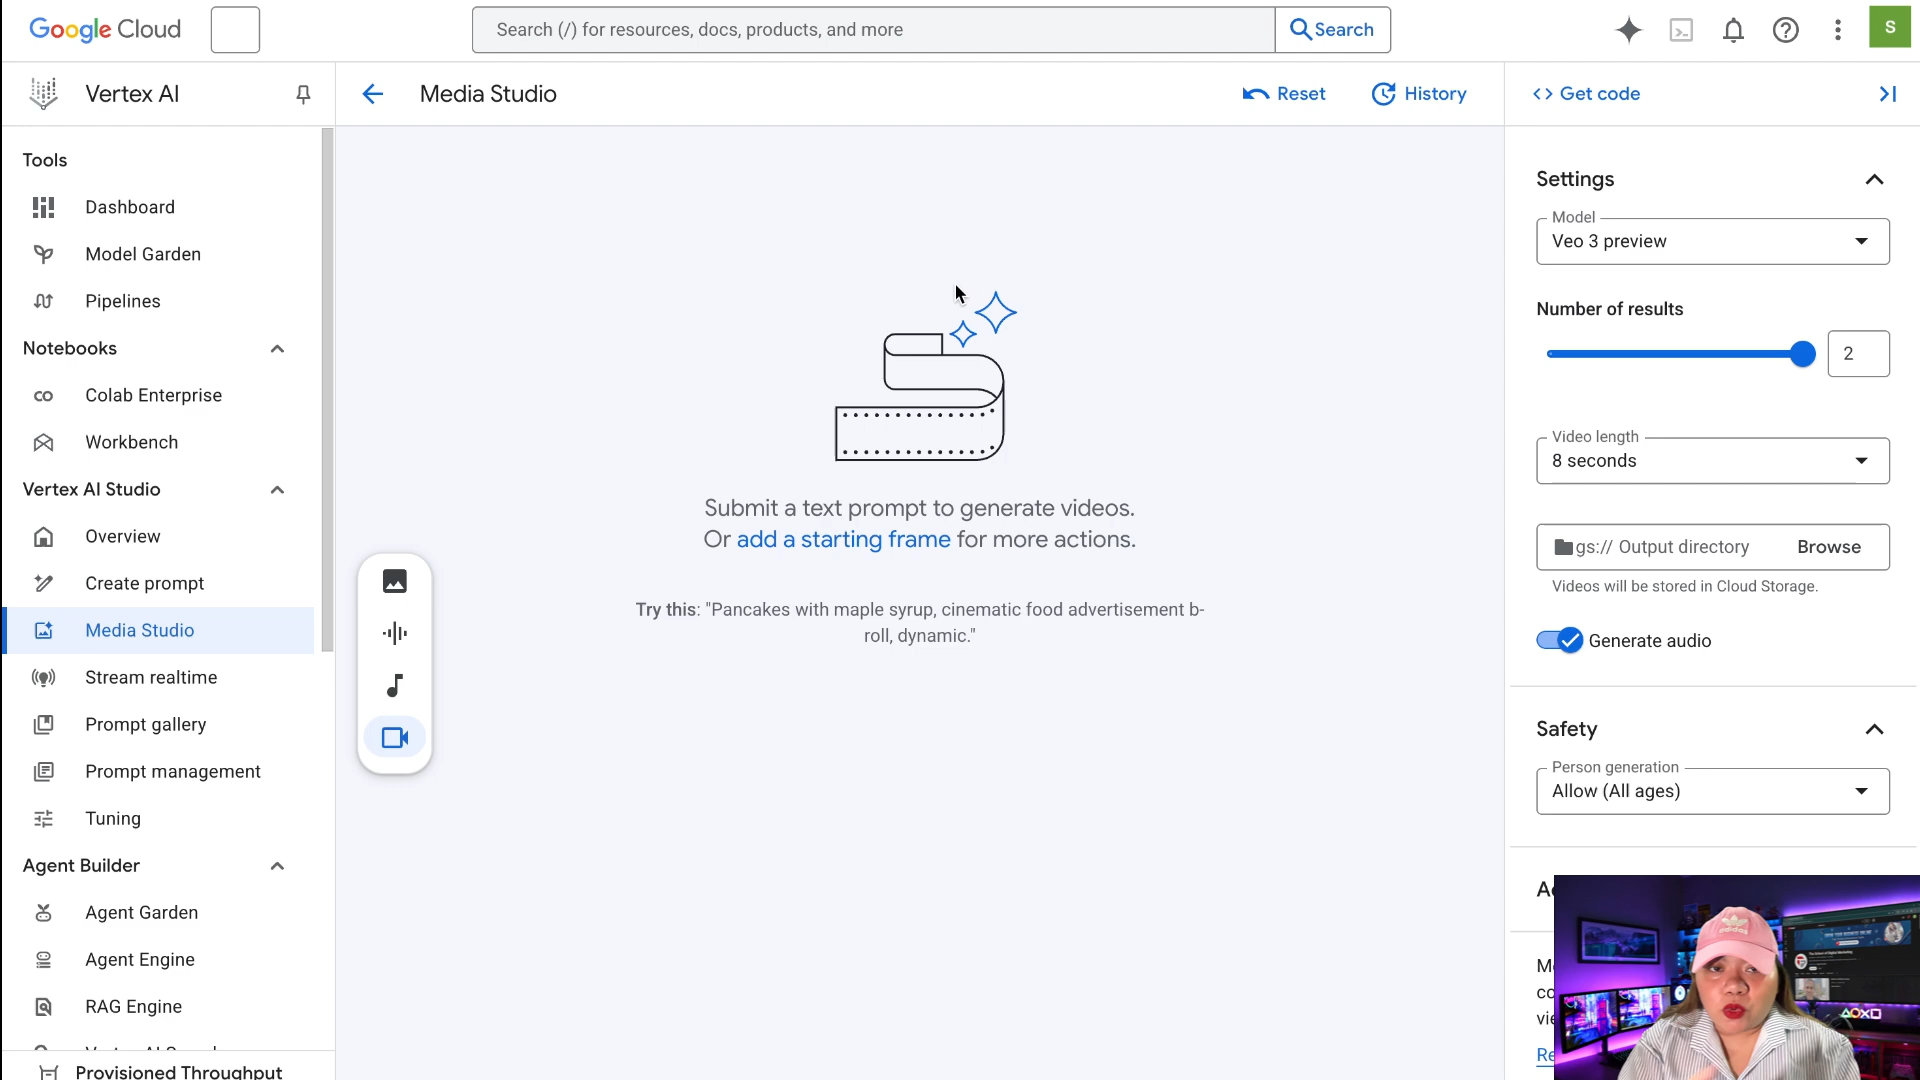 Google Cloud
Search (/) for resources, docs, products, and more
Search
S
Vertex AI
Media Studio
Reset
History
Get code
Tools
Dashboard
Model Garden
Pipelines
Notebooks
Colab Enterprise
Workbench
Vertex AI Studio
Overview
Create prompt
Media Studio
Stream realtime
Prompt gallery
Prompt management
Tuning
Agent Builder
Agent Garden
Agent Engine
RAG Engine
Provisioned Throughput
Submit a text prompt to generate videos.
Or add a starting frame for more actions.
Try this: "Pancakes with maple syrup, cinematic food advertisement b-
roll, dynamic."
Settings
Model
Veo 3 preview
Number of results
2
Video length
8 seconds
gs:// Output directory
Browse
Videos will be stored in Cloud Storage.
Generate audio
Safety
Person generation
Allow (All ages)
adidas